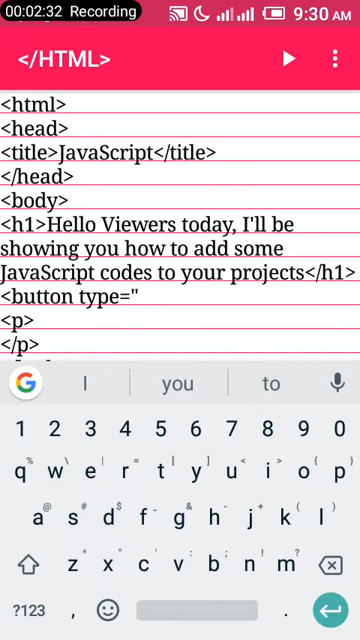 00:02:32 Recording
9:30 AM
</HTML>
<html>
<head>
<title>JavaScript</title>
</head>
<body>
<h1>Hello Viewers today, I'll be
showing you how to add some
JavaScript codes to your projects</h1>
<button type="
<p>
</p>
G I you to
1 2 3 4 5 6 7 8 9 0
% \ | = [ ] < > { }
q w e r t y u i o p
@ # $ - & - + ( )
a s d f g h j k l
* " ' : ; ! ?
z x c v b n m
?123 , .